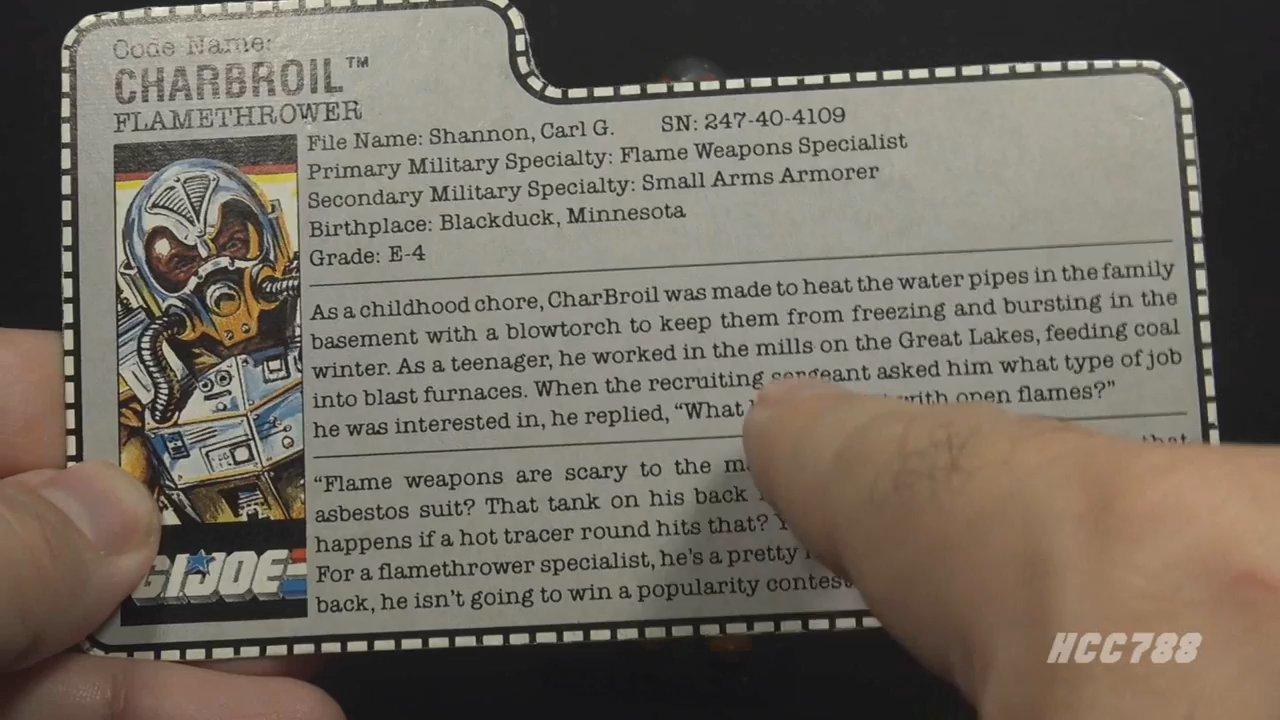 Code Name:
CHARBROIL™
FLAMETHROWER
File Name: Shannon, Carl G. SN: 247-40-4109
Primary Military Specialty: Flame Weapons Specialist
Secondary Military Specialty: Small Arms Armorer
Birthplace: Blackduck, Minnesota
Grade: E-4
As a childhood chore, CharBroil was made to heat the water pipes in the family
basement with a blowtorch to keep them from freezing and bursting in the
winter. As a teenager, he worked in the mills on the Great Lakes, feeding coal
into blast furnaces. When the recruiting sergeant asked him what type of job
he was interested in, he replied, “What with open flames?”
“Flame weapons are scary to the that
asbestos suit? That tank on his back
happens if a hot tracer round hits that?
For a flamethrower specialist, he's a pretty
back, he isn't going to win a popularity contest
GI JOE
HCC788